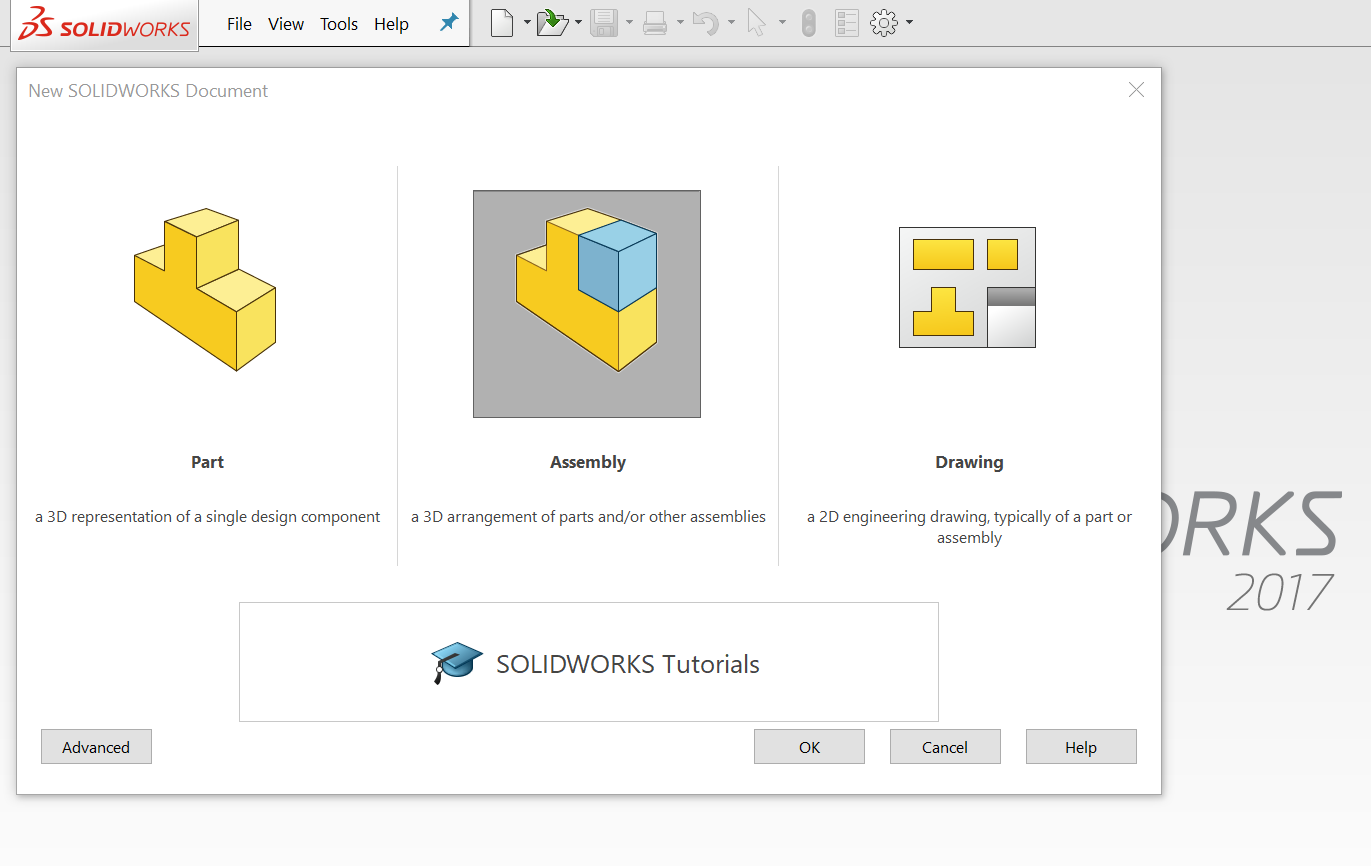 SOLIDWORKS File View Tools Help
New SOLIDWORKS Document
Part
a 3D representation of a single design component
Assembly
a 3D arrangement of parts and/or other assemblies
Drawing
a 2D engineering drawing, typically of a part or
assembly
ORKS
2017
SOLIDWORKS Tutorials
Advanced OK Cancel Help